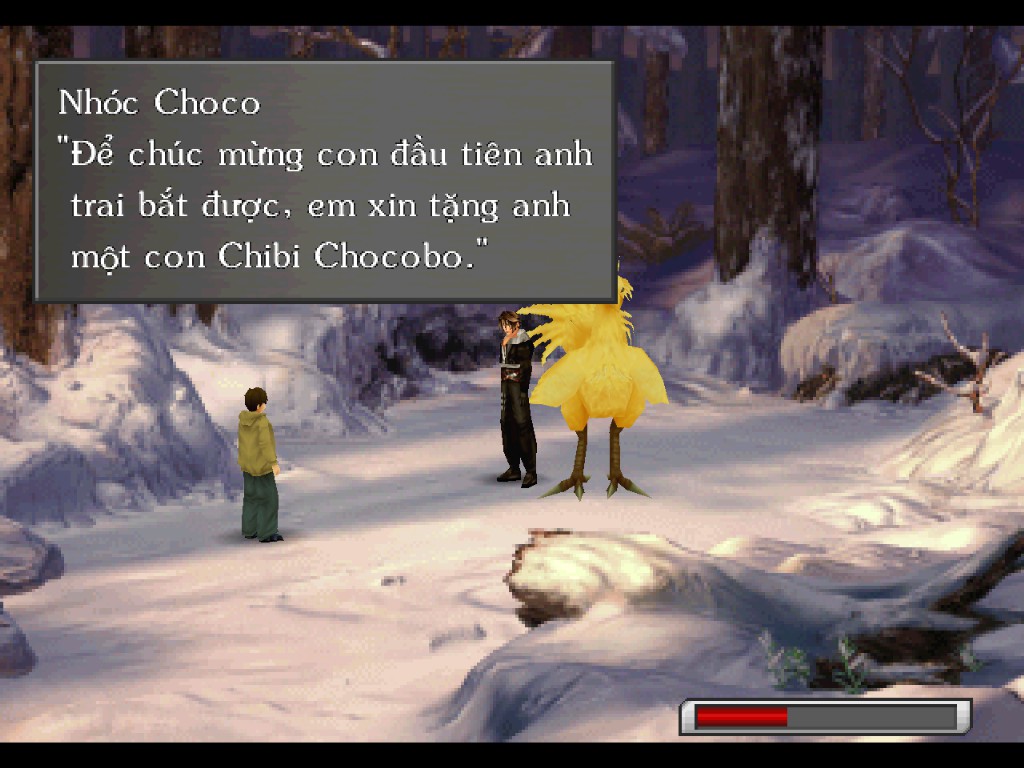 Nhóc Choco
"Để chúc mừng con đầu tiên anh
trai bắt được, em xin tặng anh
một con Chibi Chocobo."